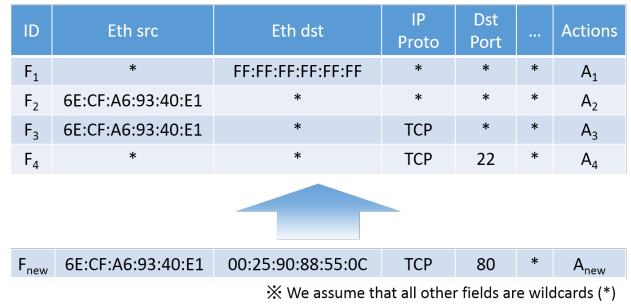 ID Eth src Eth dst IP Proto Dst Port ... Actions
F1 * FF:FF:FF:FF:FF:FF * * * A1
F2 6E:CF:A6:93:40:E1 * * * * A2
F3 6E:CF:A6:93:40:E1 * TCP * * A3
F4 * * TCP 22 * A4
Fnew 6E:CF:A6:93:40:E1 00:25:90:88:55:0C TCP 80 * Anew
※ We assume that all other fields are wildcards (*)